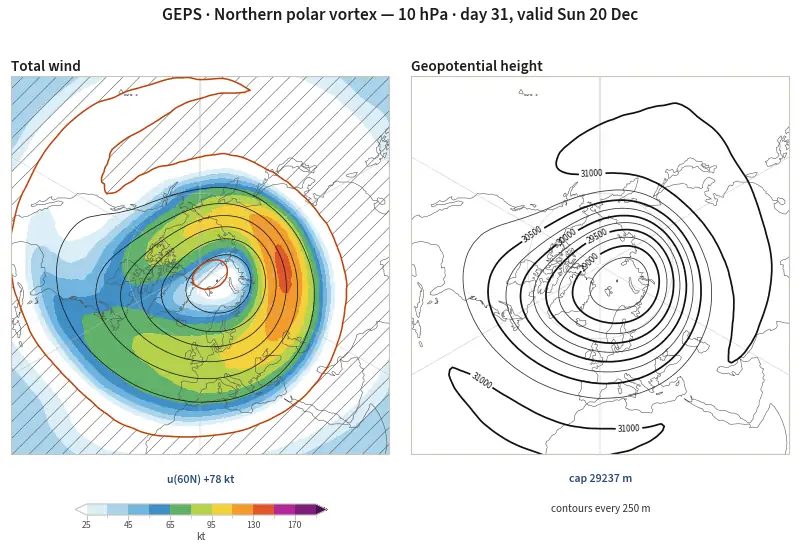 GEPS · Northern polar vortex — 10 hPa · day 31, valid Sun 20 Dec
Total wind
Geopotential height
31000
30500
30000
29500
29000
31000
31000
u(60N) +78 kt
cap 29237 m
contours every 250 m
25 45 65 95 130 170
kt